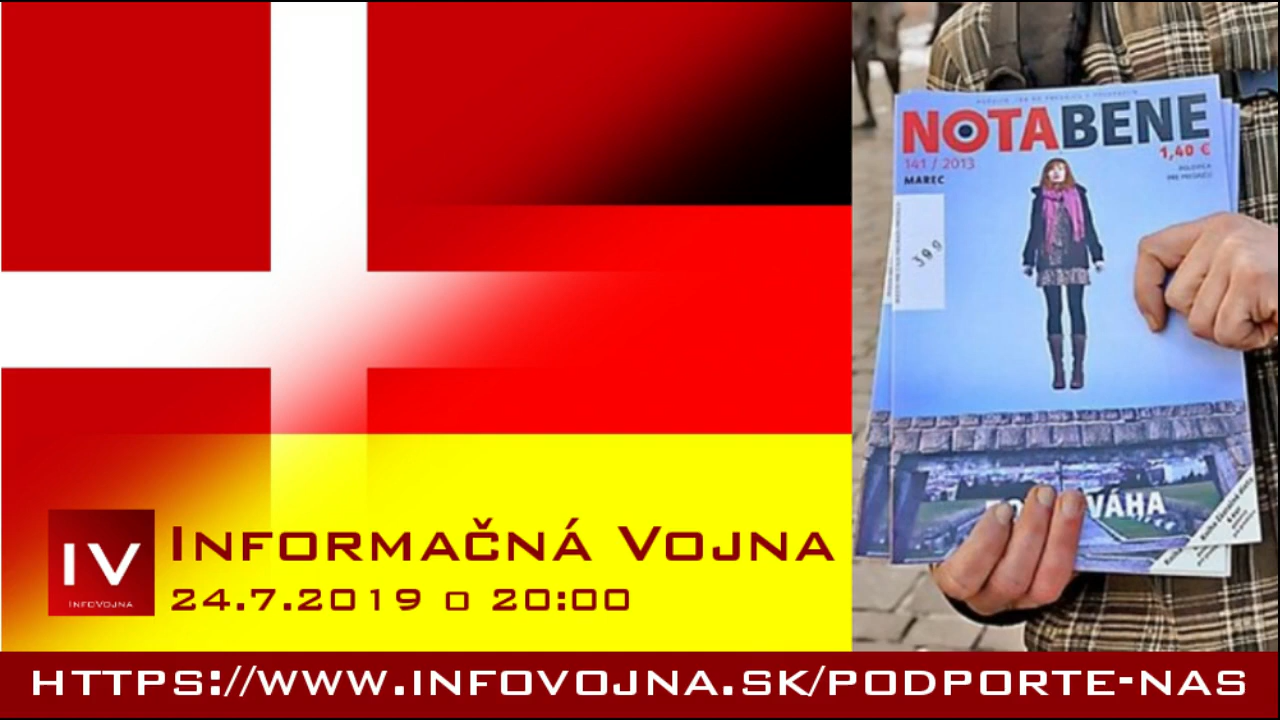 NOTABENE
1,40 €
141 / 2013
MAREC
399
VÁHA
IV
INFOVOJNA
INFORMAČNÁ VOJNA
24.7.2019 o 20:00
HTTPS://WWW.INFOVOJNA.SK/PODPORTE-NAS